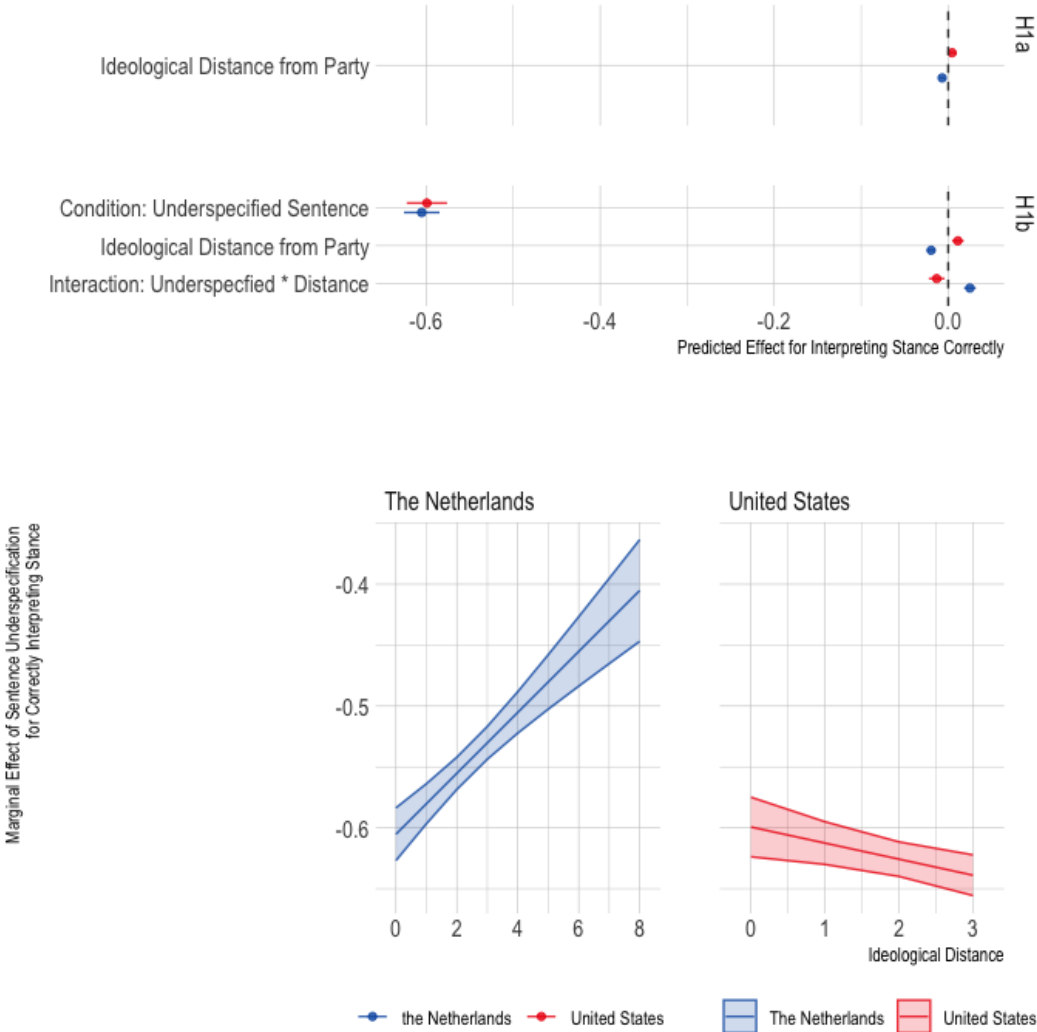 H1a
Ideological Distance from Party
H1b
Condition: Underspecified Sentence
Ideological Distance from Party
Interaction: Underspecfied * Distance
-0.6 -0.4 -0.2 0.0
Predicted Effect for Interpreting Stance Correctly
Marginal Effect of Sentence Underspecification
for Correctly Interpreting Stance
The Netherlands United States
-0.4
-0.5
-0.6
0 2 4 6 8 0 1 2 3
Ideological Distance
the Netherlands United States The Netherlands United States